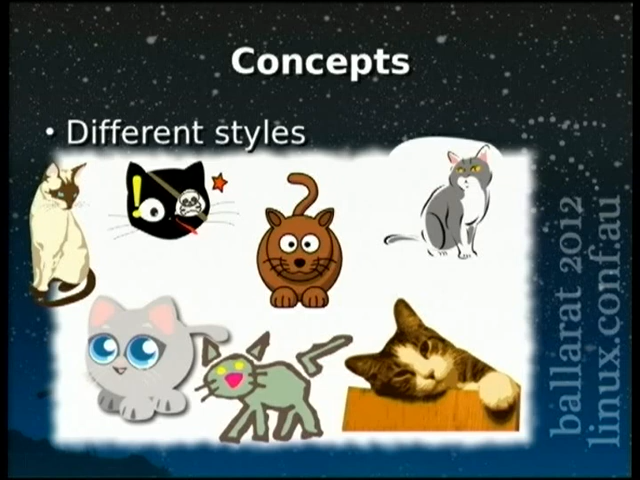 Concepts
• Different styles
ballarat 2012
linux.conf.au